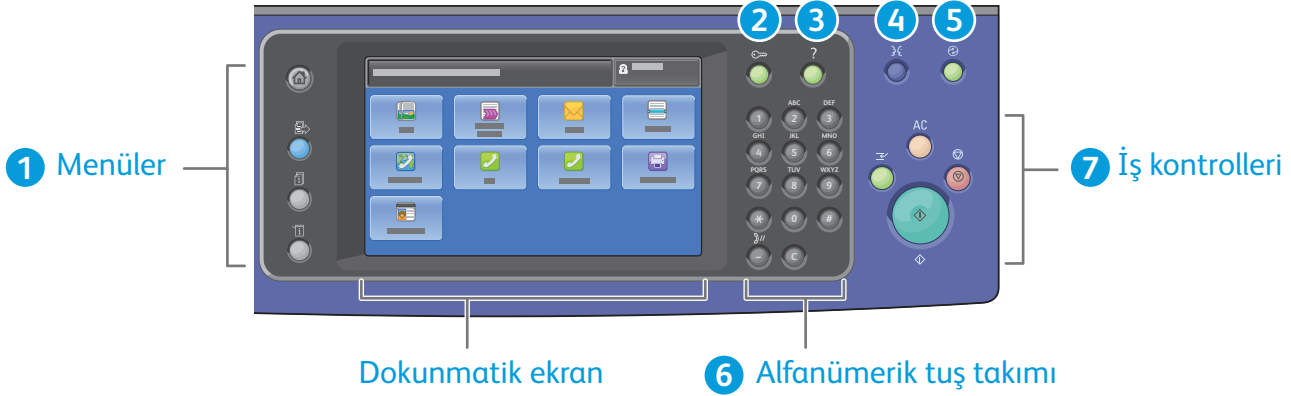 2 3 4 5
?
1 Menüler
AC
7 İş kontrolleri
1 ABC 2 DEF 3
GHI 4 JKL 5 MNO 6
PQRS 7 TUV 8 WXYZ 9
* 0 #
– C
Dokunmatik ekran
6 Alfanümerik tuş takımı